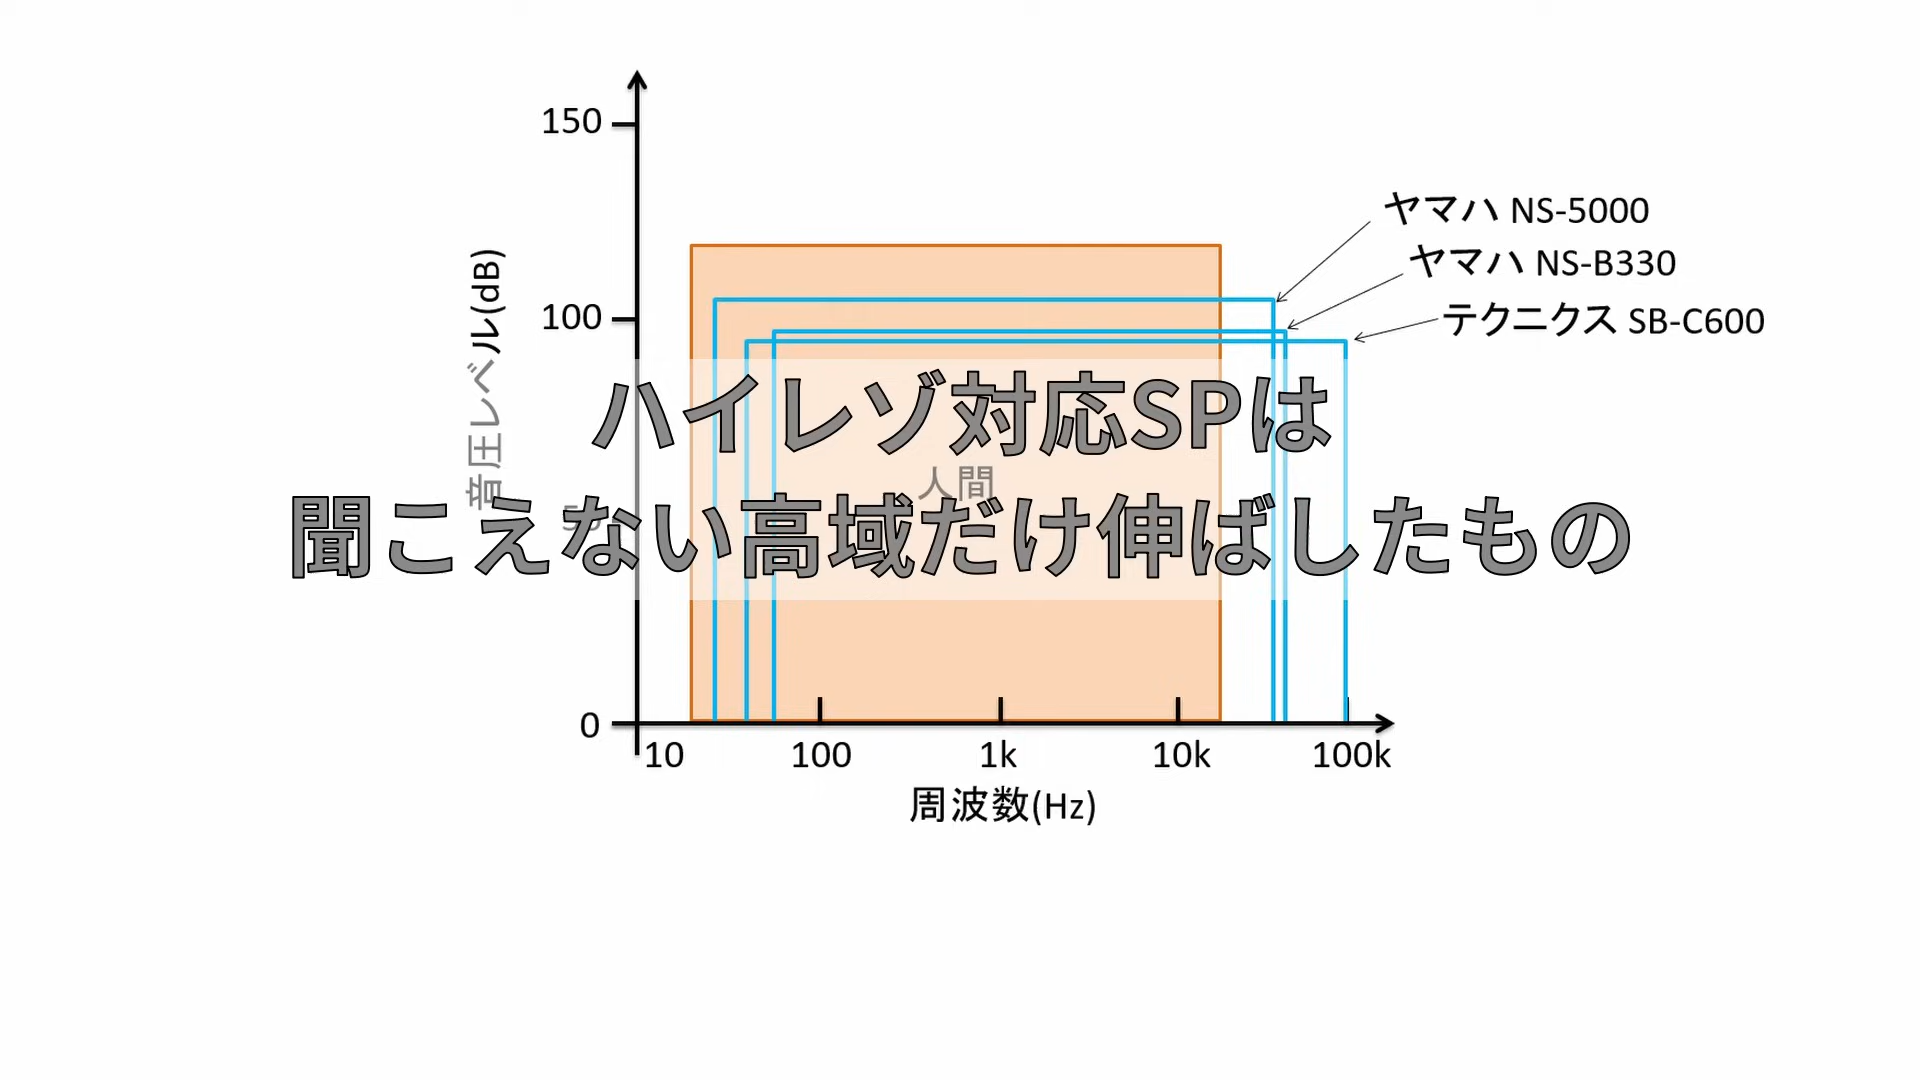 150
100
50
0
音圧レベル(dB)
ヤマハ NS-5000
ヤマハ NS-B330
テクニクス SB-C600
人間
ハイレゾ対応SPは
聞こえない高域だけ伸ばしたもの
10 100 1k 10k 100k
周波数(Hz)